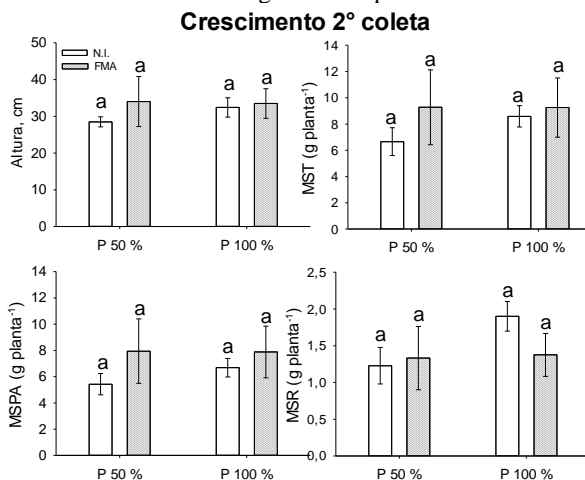 Crescimento 2° coleta
50
40
30
20
10
0
Altura, cm
N.I.
FMA
a
a
a
a
P 50 %
P 100 %
14
12
10
8
6
4
2
0
MST (g planta⁻¹)
a
a
a
a
P 50 %
P 100 %
14
12
10
8
6
4
2
0
MSPA (g planta⁻¹)
a
a
a
a
P 50 %
P 100 %
2,5
2,0
1,5
1,0
0,5
0,0
MSR (g planta⁻¹)
a
a
a
a
P 50 %
P 100 %